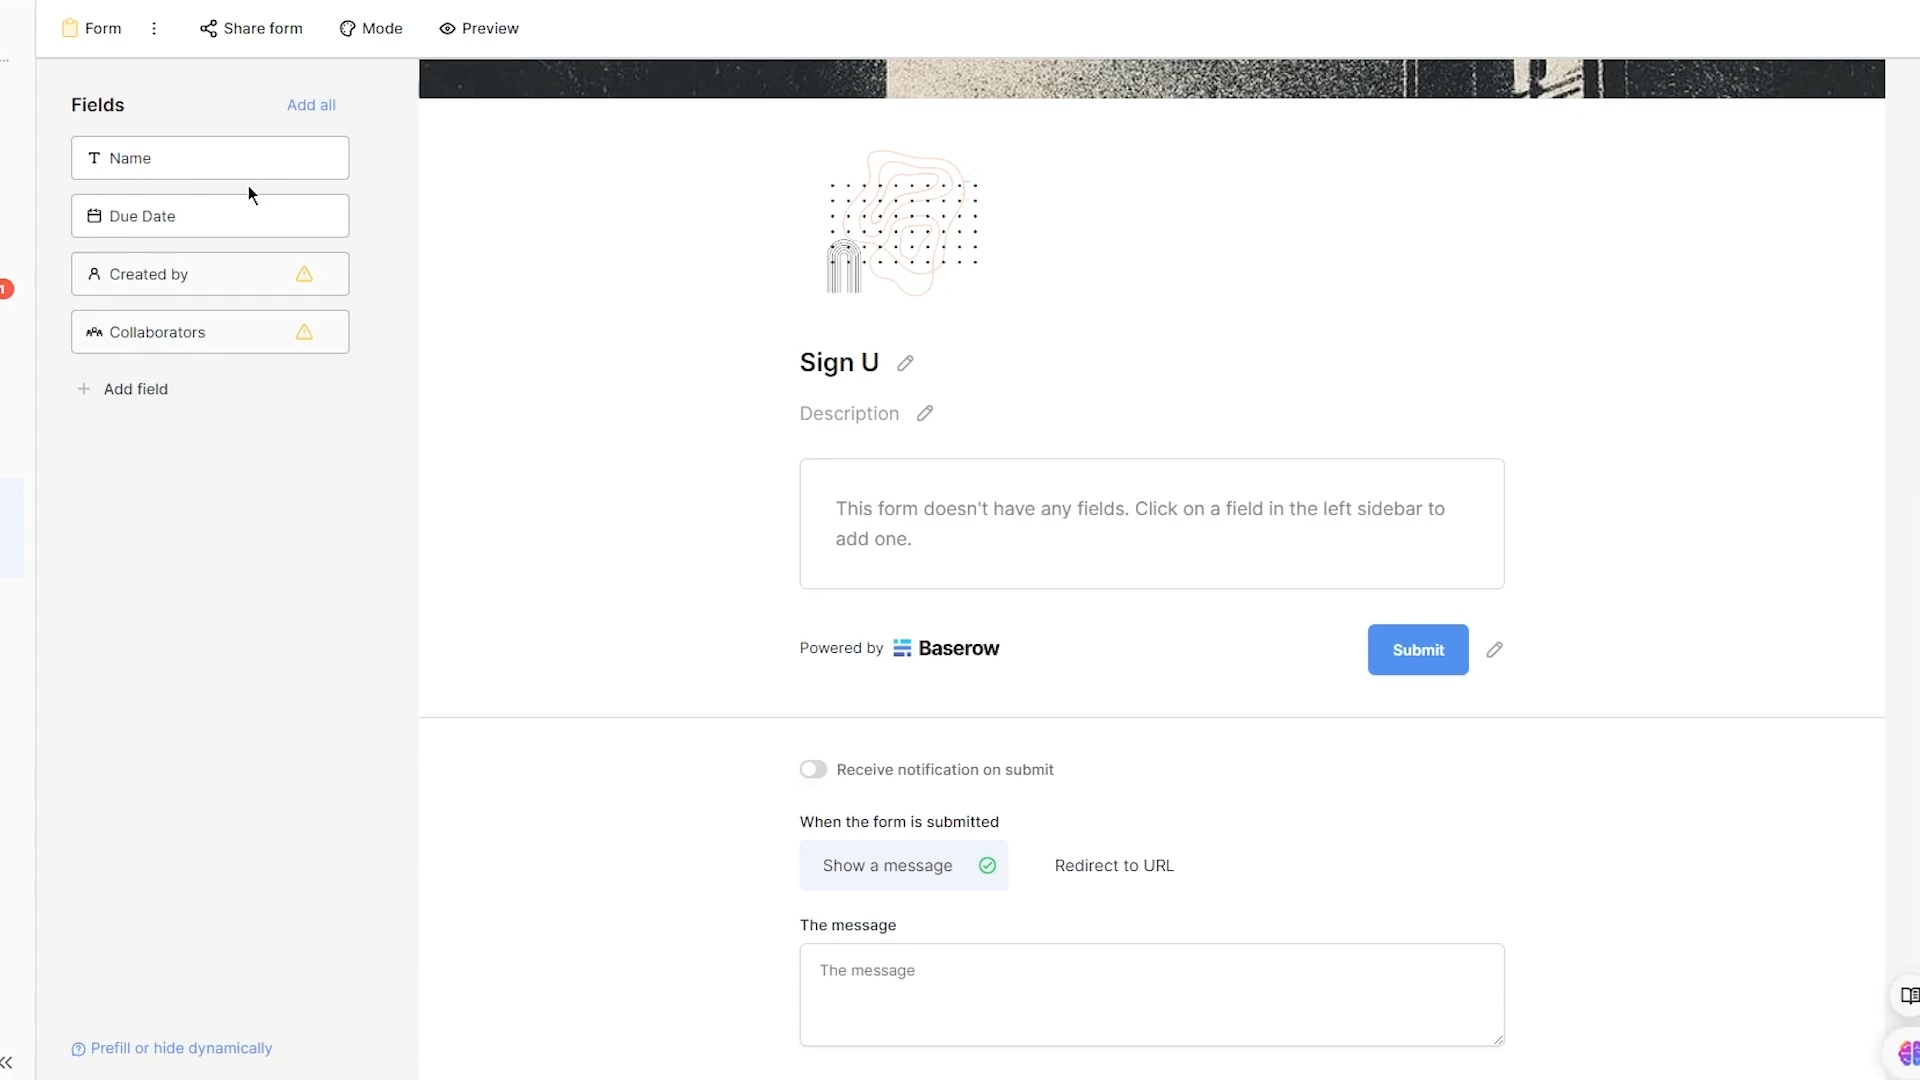 Form
Share form
Mode
Preview
...
Fields
Add all
Name
Due Date
Created by
Collaborators
Add field
1
Sign U
Description
This form doesn't have any fields. Click on a field in the left sidebar to
add one.
Powered by Baserow
Submit
Receive notification on submit
When the form is submitted
Show a message
Redirect to URL
The message
The message
Prefill or hide dynamically